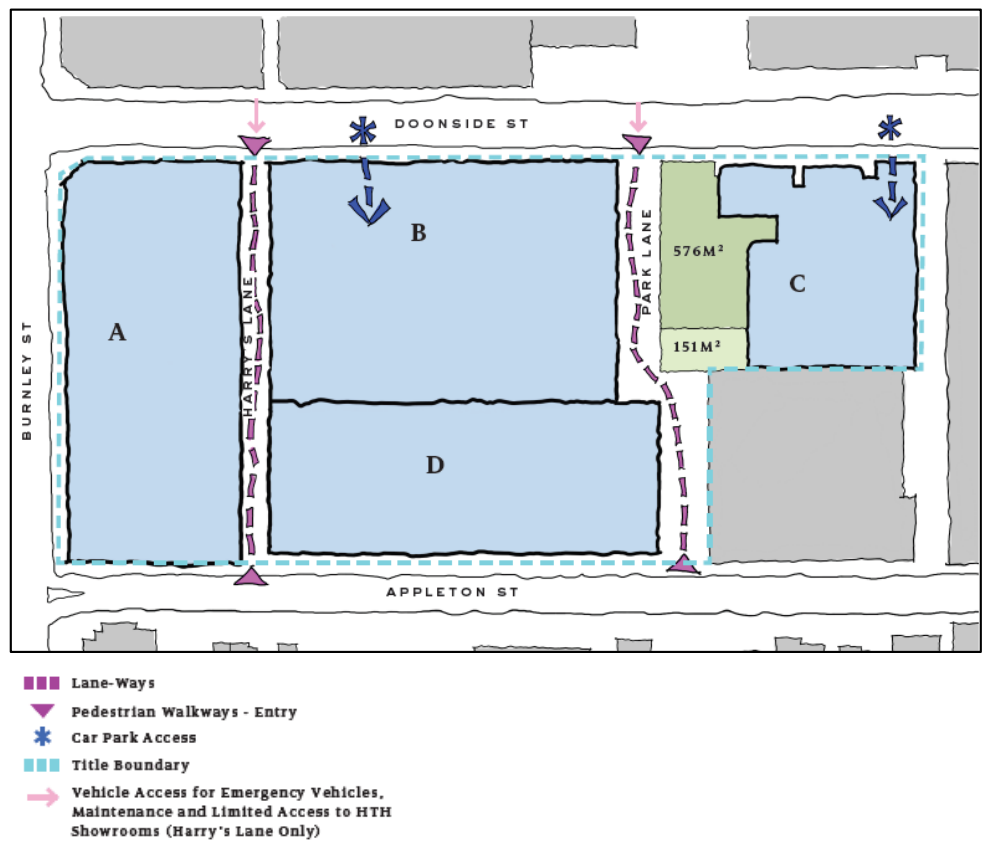 DOONSIDE ST
B
PARK LANE
576M²
C
HARRY'S LANE
A
BURNLEY ST
151M²
D
APPLETON ST
Lane-Ways
Pedestrian Walkways - Entry
Car Park Access
Title Boundary
Vehicle Access for Emergency Vehicles,
Maintenance and Limited Access to HTH
Showrooms (Harry's Lane Only)